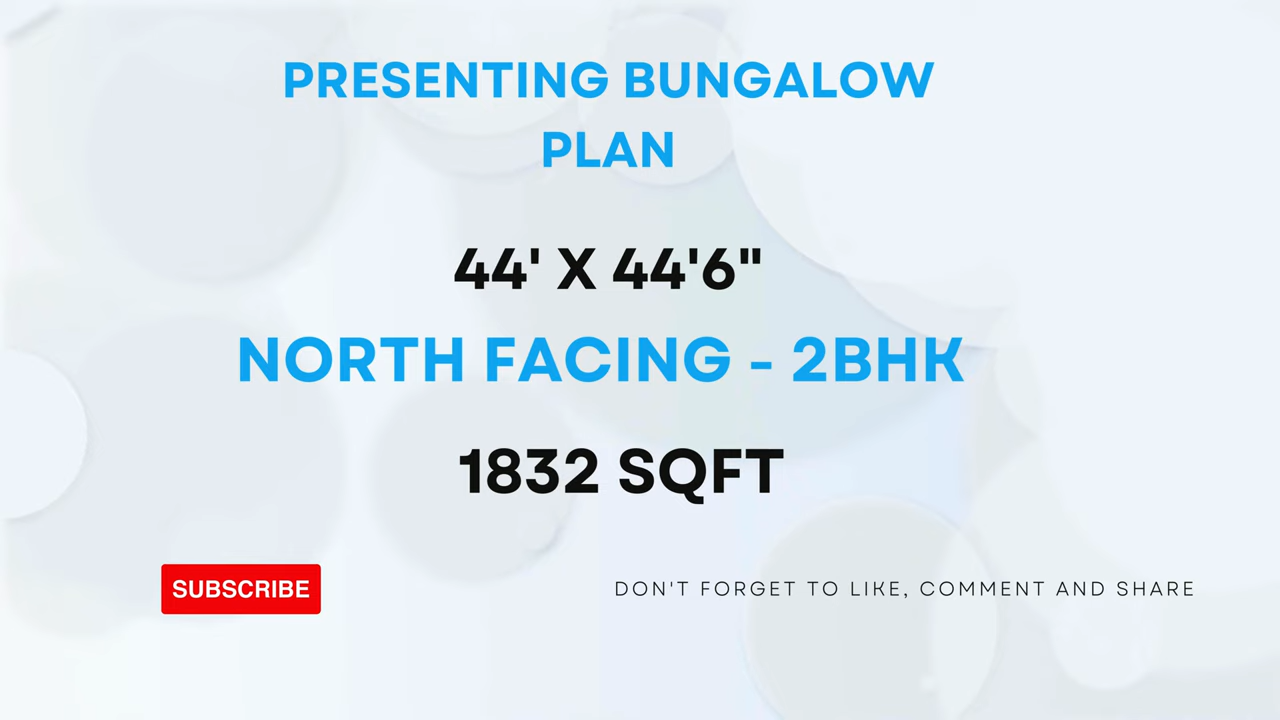 PRESENTING BUNGALOW
PLAN
44' X 44'6"
NORTH FACING - 2BHK
1832 SQFT
SUBSCRIBE
DON'T FORGET TO LIKE, COMMENT AND SHARE